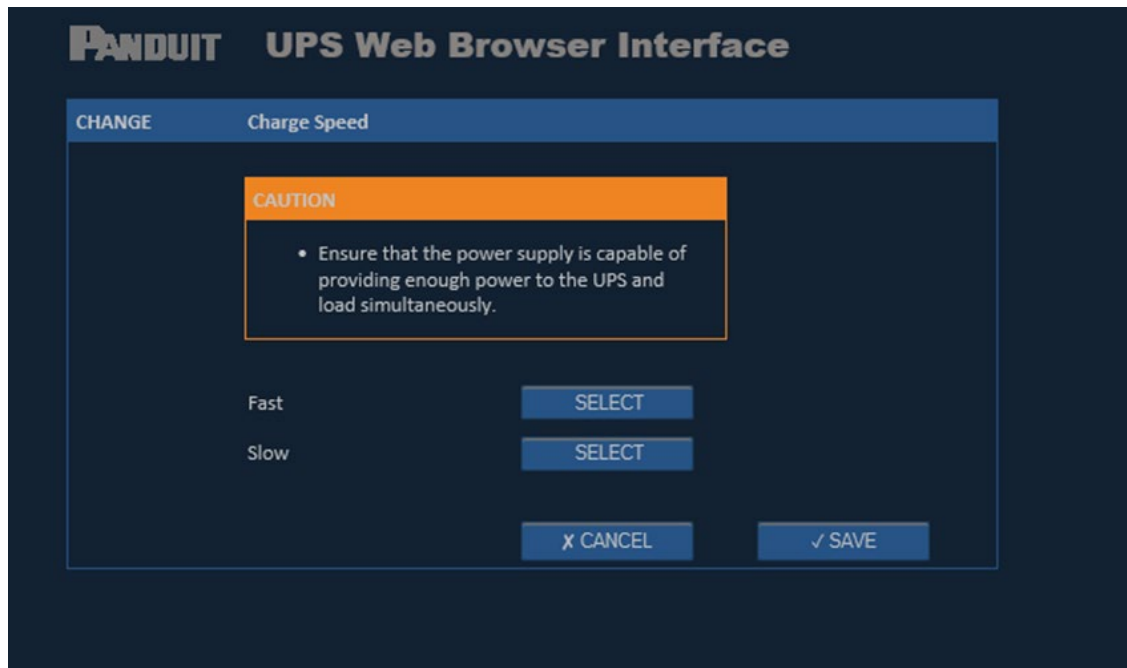 PANDUIT UPS Web Browser Interface
CHANGE Charge Speed
CAUTION
• Ensure that the power supply is capable of
providing enough power to the UPS and
load simultaneously.
Fast SELECT
Slow SELECT
✗ CANCEL ✓ SAVE